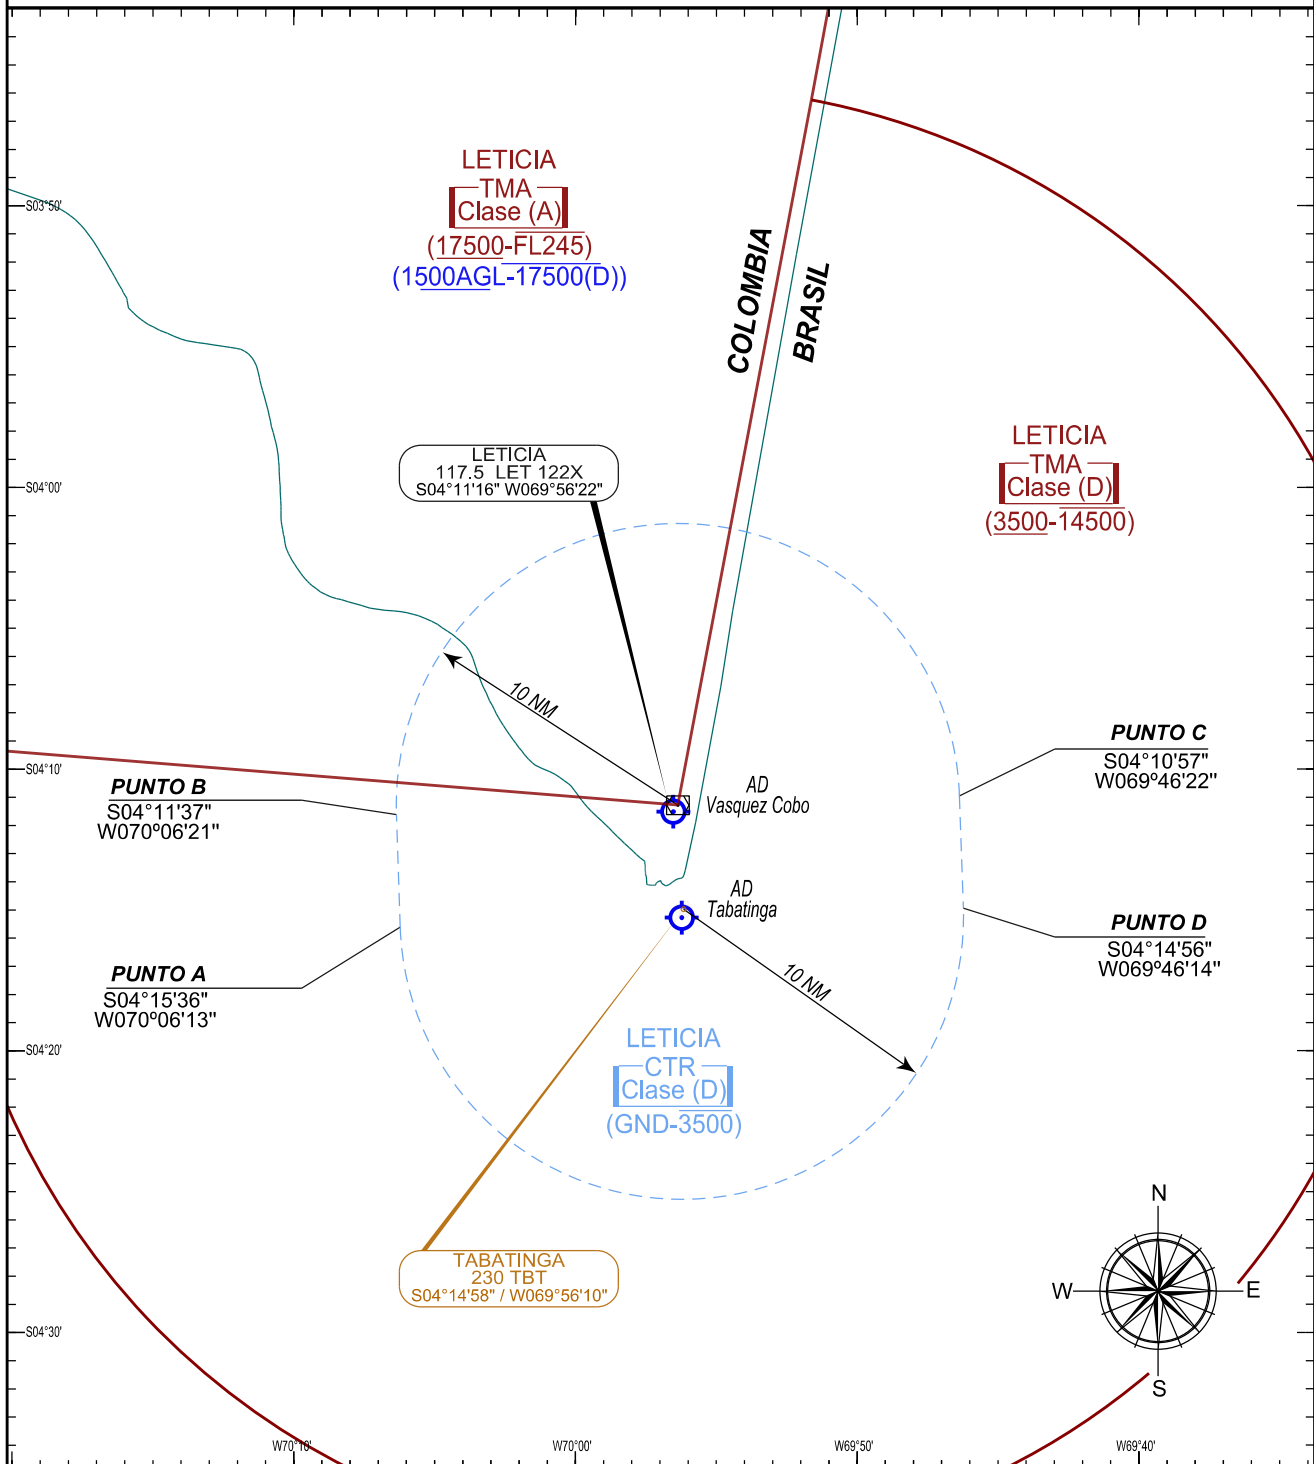 LETICIA
TMA
Clase (A)
(17500-FL245)
(1500AGL-17500(D))
S03°50'
COLOMBIA
BRASIL
LETICIA
TMA
Clase (D)
(3500-14500)
LETICIA
117.5 LET 122X
S04°11'16" W069°56'22"
S04°00'
10 NM
PUNTO C
S04°10'57"
W069º46'22"
S04°10'
PUNTO B
S04°11'37"
W070º06'21"
AD
Vasquez Cobo
AD
Tabatinga
PUNTO D
S04°14'56"
W069º46'14"
PUNTO A
S04°15'36"
W070º06'13"
10 NM
S04°20'
LETICIA
CTR
Clase (D)
(GND-3500)
TABATINGA
230 TBT
S04°14'58" / W069°56'10"
N
W
E
S
S04°30'
W70°10'
W70°00'
W69°50'
W69°40'